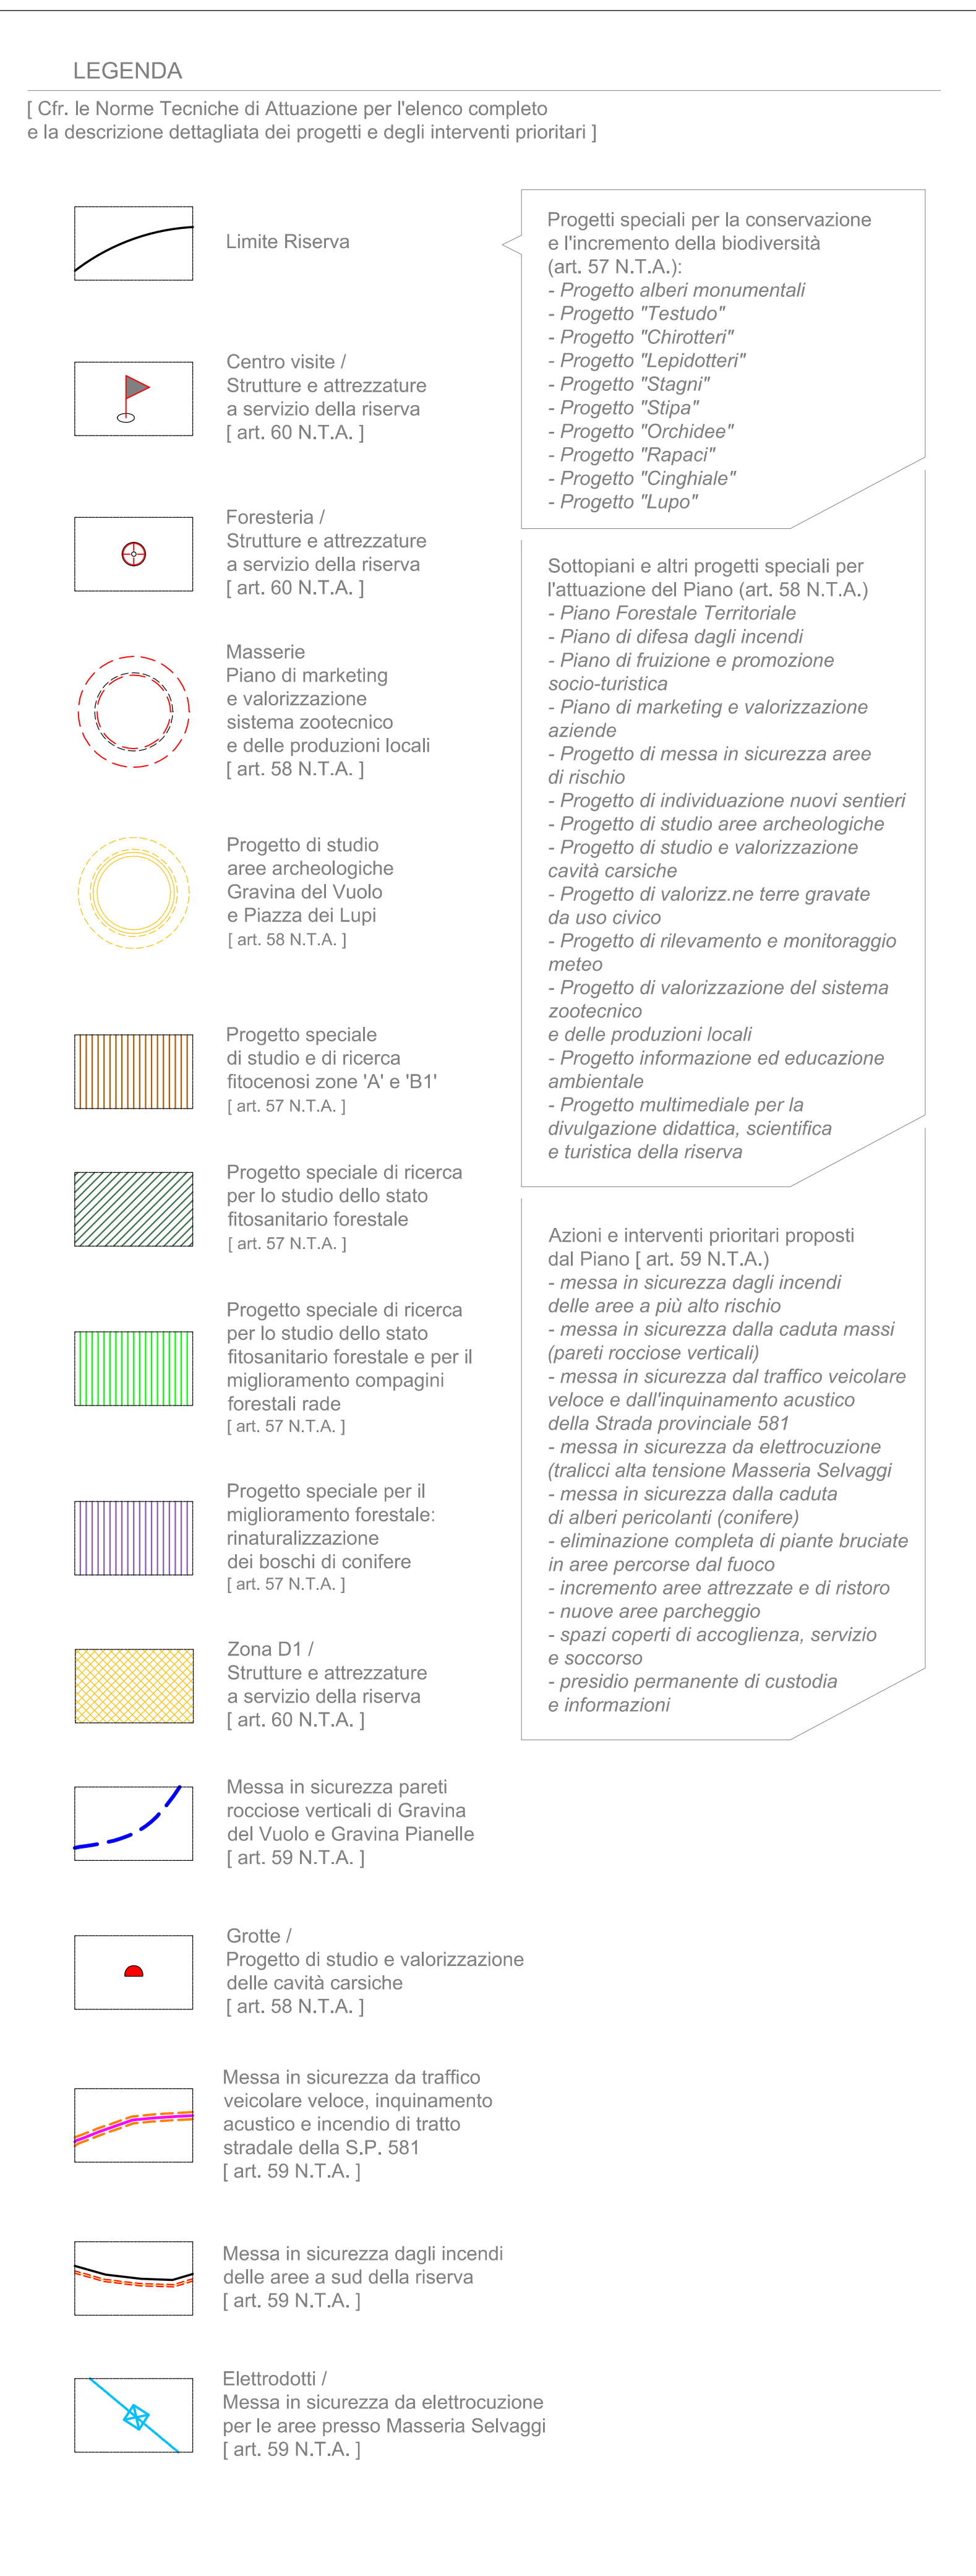 LEGENDA
[ Cfr. le Norme Tecniche di Attuazione per l'elenco completo
e la descrizione dettagliata dei progetti e degli interventi prioritari ]
Limite Riserva
Centro visite /
Strutture e attrezzature
a servizio della riserva
[ art. 60 N.T.A. ]
Foresteria /
Strutture e attrezzature
a servizio della riserva
[ art. 60 N.T.A. ]
Masserie
Piano di marketing
e valorizzazione
sistema zootecnico
e delle produzioni locali
[ art. 58 N.T.A. ]
Progetto di studio
aree archeologiche
Gravina del Vuolo
e Piazza dei Lupi
[ art. 58 N.T.A. ]
Progetto speciale
di studio e di ricerca
fitocenosi zone 'A' e 'B1'
[ art. 57 N.T.A. ]
Progetto speciale di ricerca
per lo studio dello stato
fitosanitario forestale
[ art. 57 N.T.A. ]
Progetto speciale di ricerca
per lo studio dello stato
fitosanitario forestale e per il
miglioramento compagini
forestali rade
[ art. 57 N.T.A. ]
Progetto speciale per il
miglioramento forestale:
rinaturalizzazione
dei boschi di conifere
[ art. 57 N.T.A. ]
Zona D1 /
Strutture e attrezzature
a servizio della riserva
[ art. 60 N.T.A. ]
Messa in sicurezza pareti
rocciose verticali di Gravina
del Vuolo e Gravina Pianelle
[ art. 59 N.T.A. ]
Grotte /
Progetto di studio e valorizzazione
delle cavità carsiche
[ art. 58 N.T.A. ]
Messa in sicurezza da traffico
veicolare veloce, inquinamento
acustico e incendio di tratto
stradale della S.P. 581
[ art. 59 N.T.A. ]
Messa in sicurezza dagli incendi
delle aree a sud della riserva
[ art. 59 N.T.A. ]
Elettrodotti /
Messa in sicurezza da elettrocuzione
per le aree presso Masseria Selvaggi
[ art. 59 N.T.A. ]
Progetti speciali per la conservazione
e l'incremento della biodiversità
(art. 57 N.T.A.):
- Progetto alberi monumentali
- Progetto "Testudo"
- Progetto "Chirotteri"
- Progetto "Lepidotteri"
- Progetto "Stagni"
- Progetto "Stipa"
- Progetto "Orchidee"
- Progetto "Rapaci"
- Progetto "Cinghiale"
- Progetto "Lupo"
Sottopiani e altri progetti speciali per
l'attuazione del Piano (art. 58 N.T.A.)
- Piano Forestale Territoriale
- Piano di difesa dagli incendi
- Piano di fruizione e promozione
socio-turistica
- Piano di marketing e valorizzazione
aziende
- Progetto di messa in sicurezza aree
di rischio
- Progetto di individuazione nuovi sentieri
- Progetto di studio aree archeologiche
- Progetto di studio e valorizzazione
cavità carsiche
- Progetto di valorizz.ne terre gravate
da uso civico
- Progetto di rilevamento e monitoraggio
meteo
- Progetto di valorizzazione del sistema
zootecnico
e delle produzioni locali
- Progetto informazione ed educazione
ambientale
- Progetto multimediale per la
divulgazione didattica, scientifica
e turistica della riserva
Azioni e interventi prioritari proposti
dal Piano [ art. 59 N.T.A.)
- messa in sicurezza dagli incendi
delle aree a più alto rischio
- messa in sicurezza dalla caduta massi
(pareti rocciose verticali)
- messa in sicurezza dal traffico veicolare
veloce e dall'inquinamento acustico
della Strada provinciale 581
- messa in sicurezza da elettrocuzione
(tralicci alta tensione Masseria Selvaggi
- messa in sicurezza dalla caduta
di alberi pericolanti (conifere)
- eliminazione completa di piante bruciate
in aree percorse dal fuoco
- incremento aree attrezzate e di ristoro
- nuove aree parcheggio
- spazi coperti di accoglienza, servizio
e soccorso
- presidio permanente di custodia
e informazioni